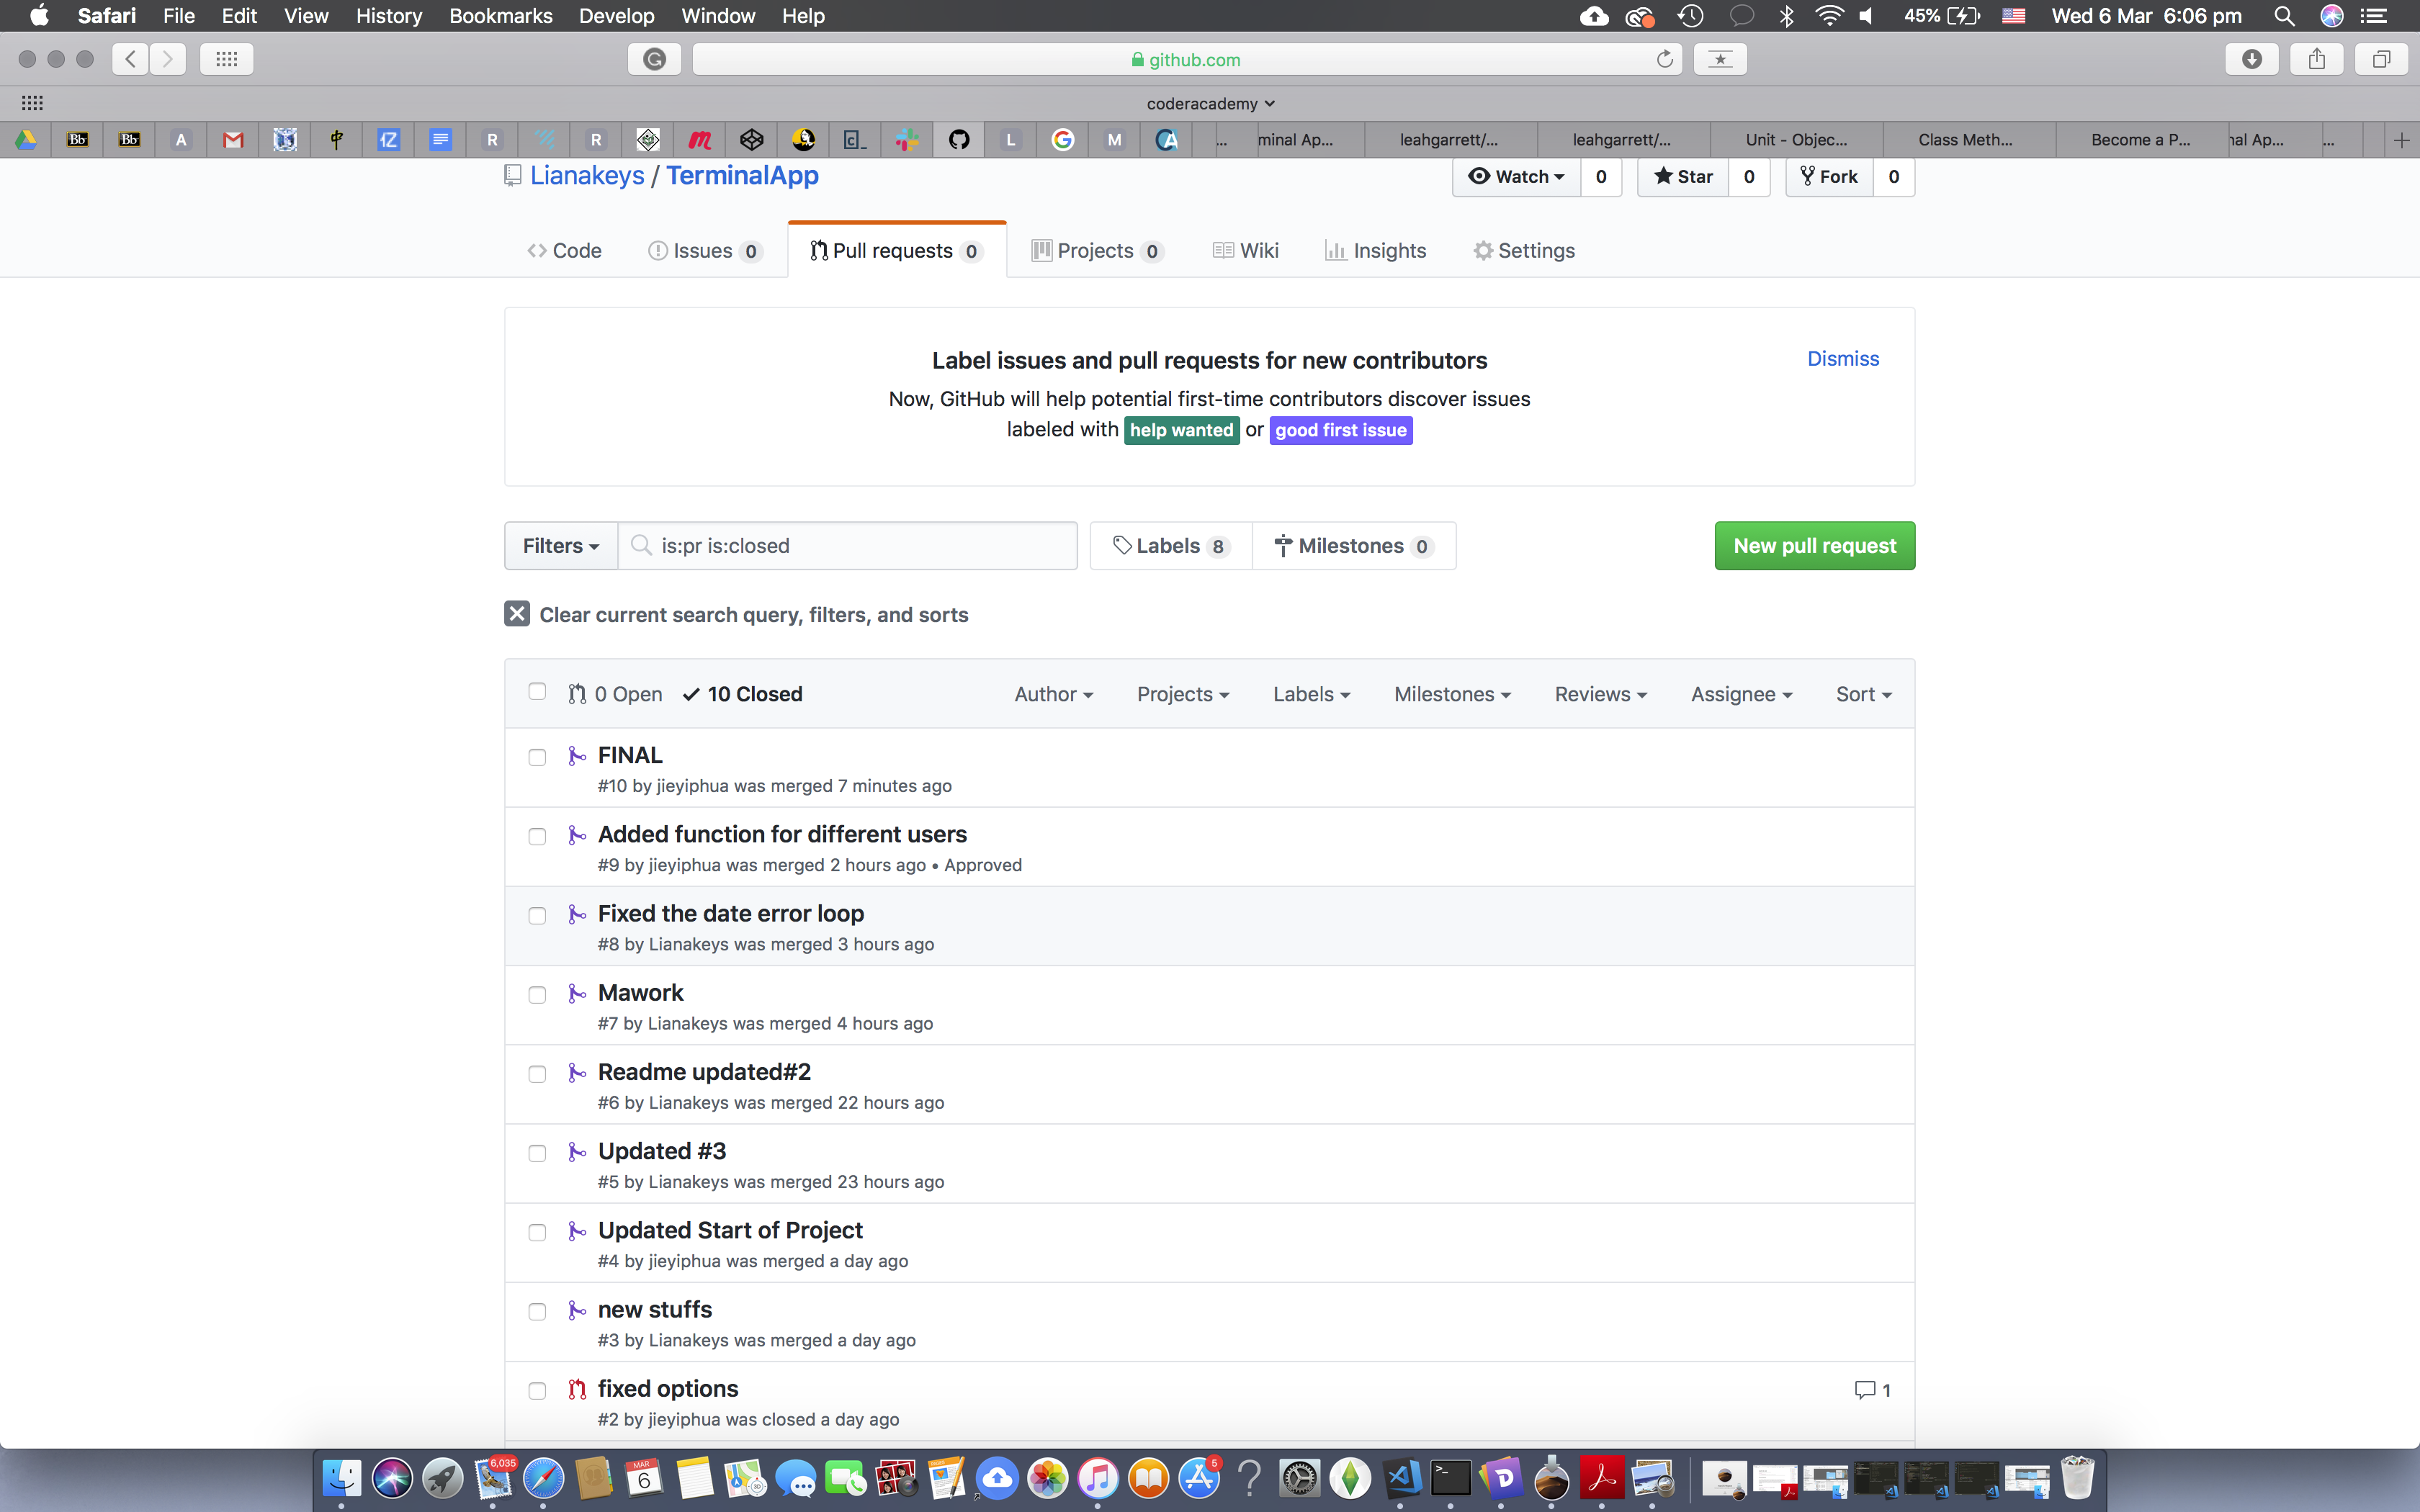 Safari File Edit View History Bookmarks Develop Window Help 45% Wed 6 Mar 6:06 pm
github.com
coderacademy
Bb Bb A 12 R R L M ... minal Ap... leahgarrett/... leahgarrett/... Unit - Objec... Class Meth... Become a P... nal Ap... ...
Lianakeys / TerminalApp
Watch 0 Star 0 Fork 0
Code Issues 0 Pull requests 0 Projects 0 Wiki Insights Settings
Label issues and pull requests for new contributors
Dismiss
Now, GitHub will help potential first-time contributors discover issues
labeled with help wanted or good first issue
Filters is:pr is:closed Labels 8 Milestones 0 New pull request
Clear current search query, filters, and sorts
0 Open 10 Closed Author Projects Labels Milestones Reviews Assignee Sort
FINAL
#10 by jieyiphua was merged 7 minutes ago
Added function for different users
#9 by jieyiphua was merged 2 hours ago • Approved
Fixed the date error loop
#8 by Lianakeys was merged 3 hours ago
Mawork
#7 by Lianakeys was merged 4 hours ago
Readme updated#2
#6 by Lianakeys was merged 22 hours ago
Updated #3
#5 by Lianakeys was merged 23 hours ago
Updated Start of Project
#4 by jieyiphua was merged a day ago
new stuffs
#3 by Lianakeys was merged a day ago
fixed options
1
#2 by jieyiphua was closed a day ago
6,035 MAR 6 5